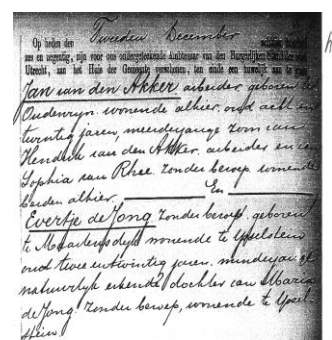 Tweeden December
Op heden den
zes en negentig, zijn voor ons ondergeteekende Ambtenaar van den Burgerlijken Stand der
Utrecht, aan het Huis der Gemeente verschenen, ten einde een huwelijk aan te gaan
Jan van den Akker, arbeider, geboren te
Oudenrijn, wonende alhier, oud acht en
twintig jaren, meerderjarige zoon van
Hendrik van den Akker, arbeider en van
Sophia van Rhee zonder beroep, wonende
beiden alhier. En
Evertje de Jong zonder beroep, geboren
te Maartensdijk wonende te IJsselstein
oud twee en twintig jaren, minderjarige
natuurlijk erkende dochter van Maria
de Jong zonder beroep, wonende te IJssel
stein